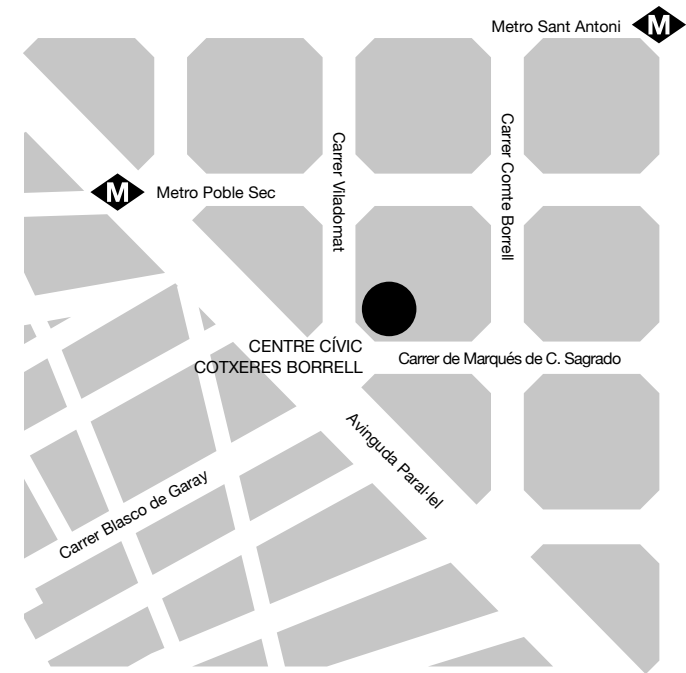 Metro Sant Antoni M
Carrer Viladomat
Carrer Comte Borrell
M Metro Poble Sec
CENTRE CÍVIC
COTXERES BORRELL
Carrer de Marqués de C. Sagrado
Avinguda Paral·lel
Carrer Blasco de Garay